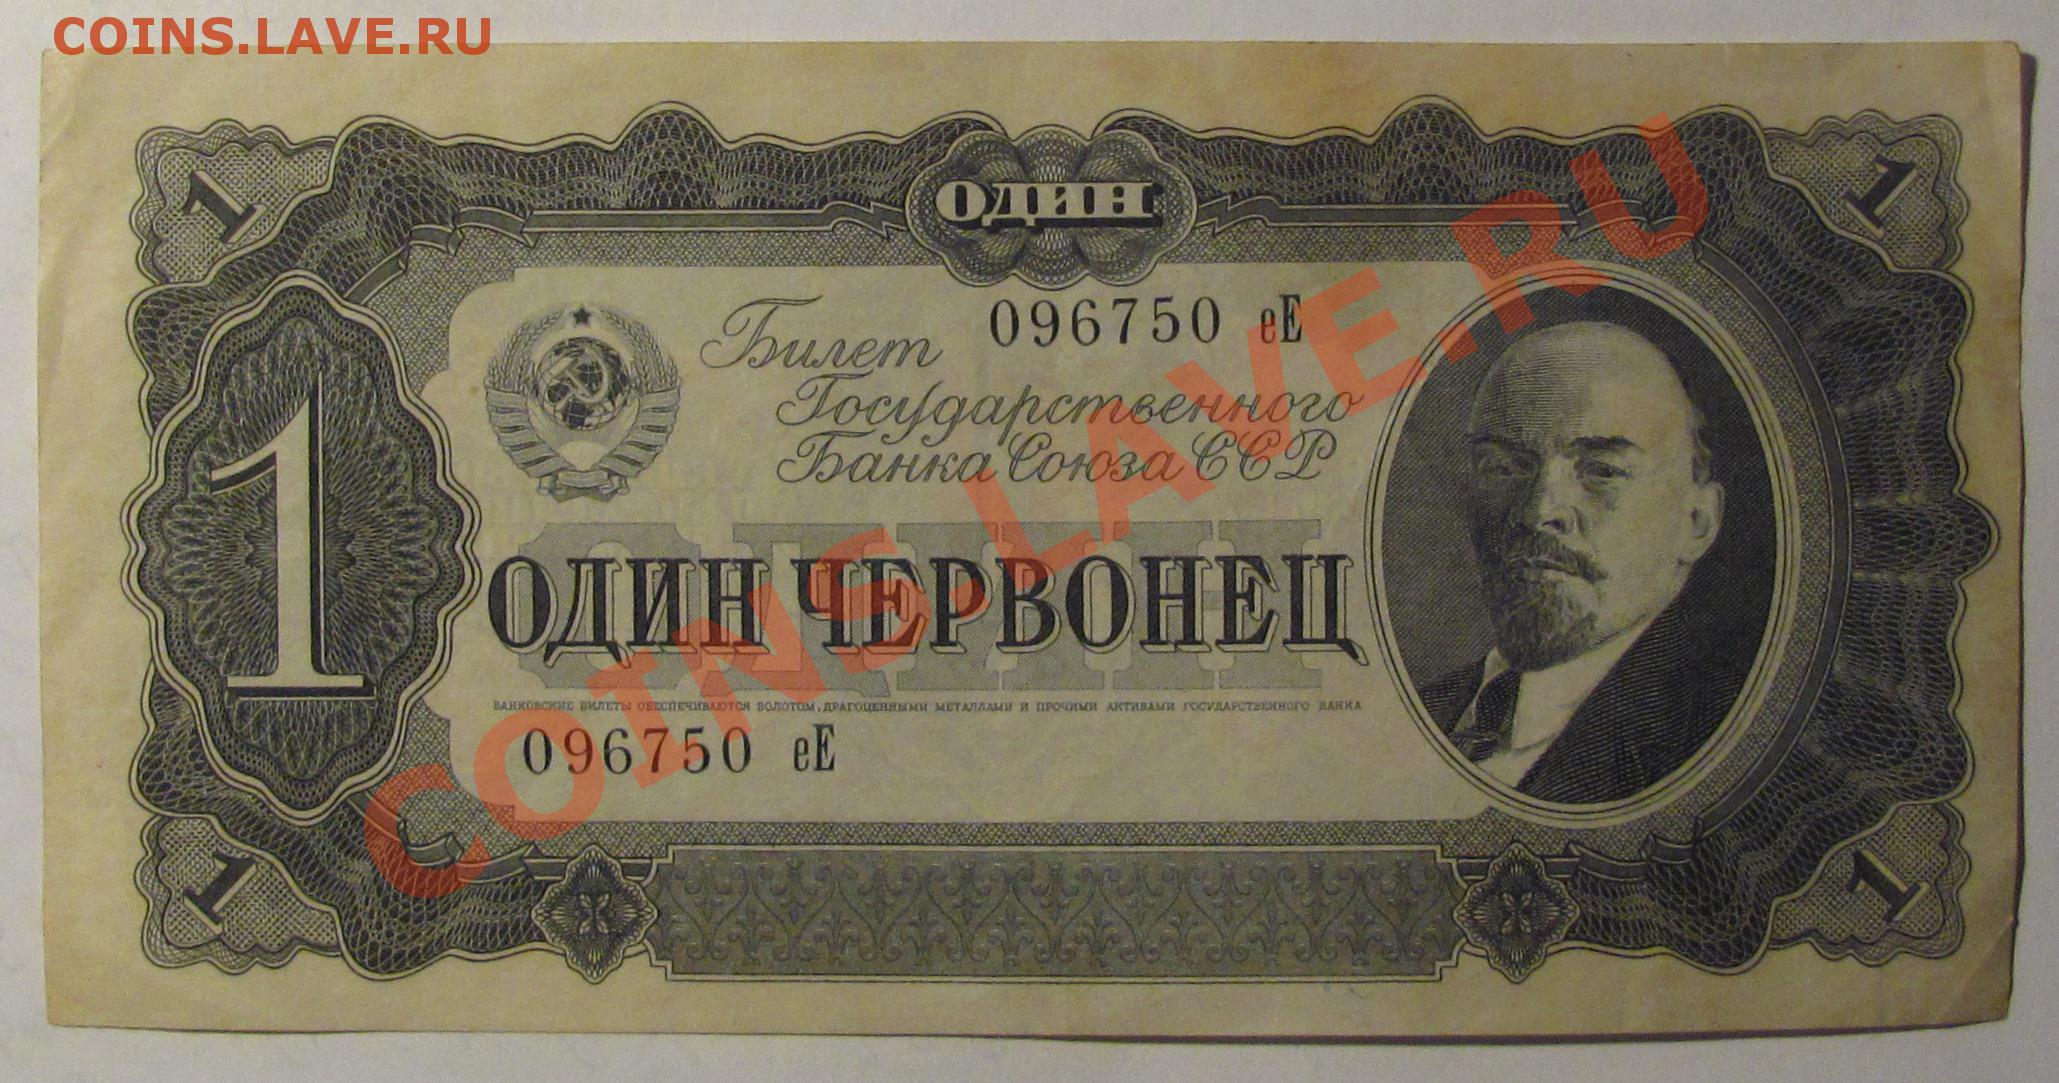 COINS.LAVE.RU
1
ОДИН
1
Билет
096750 еЕ
Государственного
Банка Союза ССР
1
ОДИН
ОДИН ЧЕРВОНЕЦ
БАНКОВСКИЕ БИЛЕТЫ ОБЕСПЕЧИВАЮТСЯ ЗОЛОТОМ, ДРАГОЦЕННЫМИ МЕТАЛЛАМИ И ПРОЧИМИ АКТИВАМИ ГОСУДАРСТВЕННОГО БАНКА
096750 еЕ
1
1
COINS.LAVE.RU